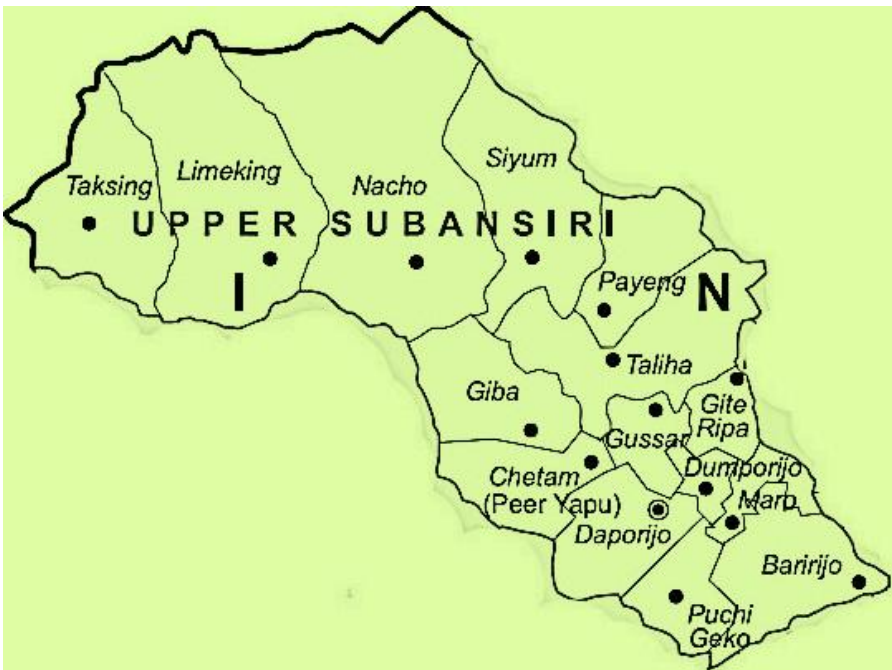 Siyum
Limeking
Taksing
Nacho
UPPER SUBANSIRI
I
N
Payeng
Taliha
Giba
Gite
Ripa
Gussar
Dumporijo
Chetam
(Peer Yapu)
Maro
Daporijo
Baririjo
Puchi
Geko